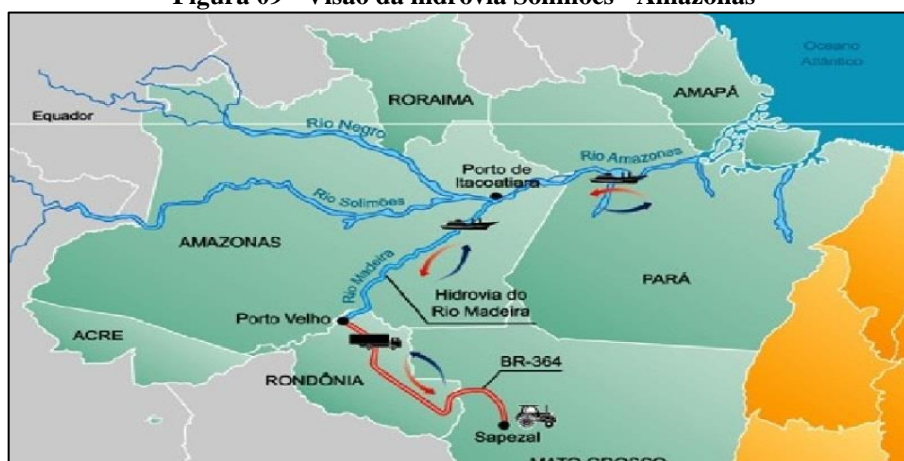 Figura 09 - Visão da hidrovia Solimões - Amazonas
Oceano
Atlântico
RORAIMA
AMAPÁ
Equador
Rio Negro
Rio Amazonas
Porto de
Itacoatiara
Rio Solimões
AMAZONAS
Rio Madeira
PARÁ
Hidrovia do
Rio Madeira
Porto Velho
ACRE
BR-364
RONDÔNIA
Sapezal
MATO GROSSO